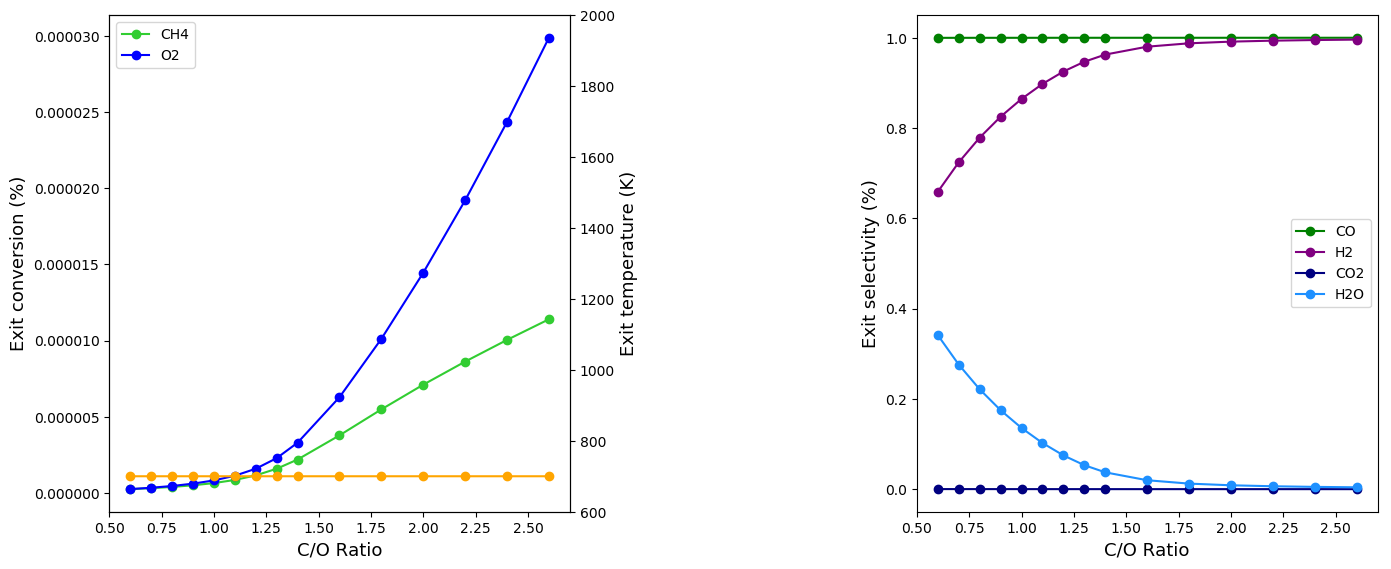 CH4
O2
0.000030
0.000025
0.000020
0.000015
0.000010
0.000005
0.000000
Exit conversion (%)
0.50 0.75 1.00 1.25 1.50 1.75 2.00 2.25 2.50
C/O Ratio
2000
1800
1600
1400
1200
1000
800
600
Exit temperature (K)
1.0
0.8
0.6
0.4
0.2
0.0
Exit selectivity (%)
CO
H2
CO2
H2O
0.50 0.75 1.00 1.25 1.50 1.75 2.00 2.25 2.50
C/O Ratio